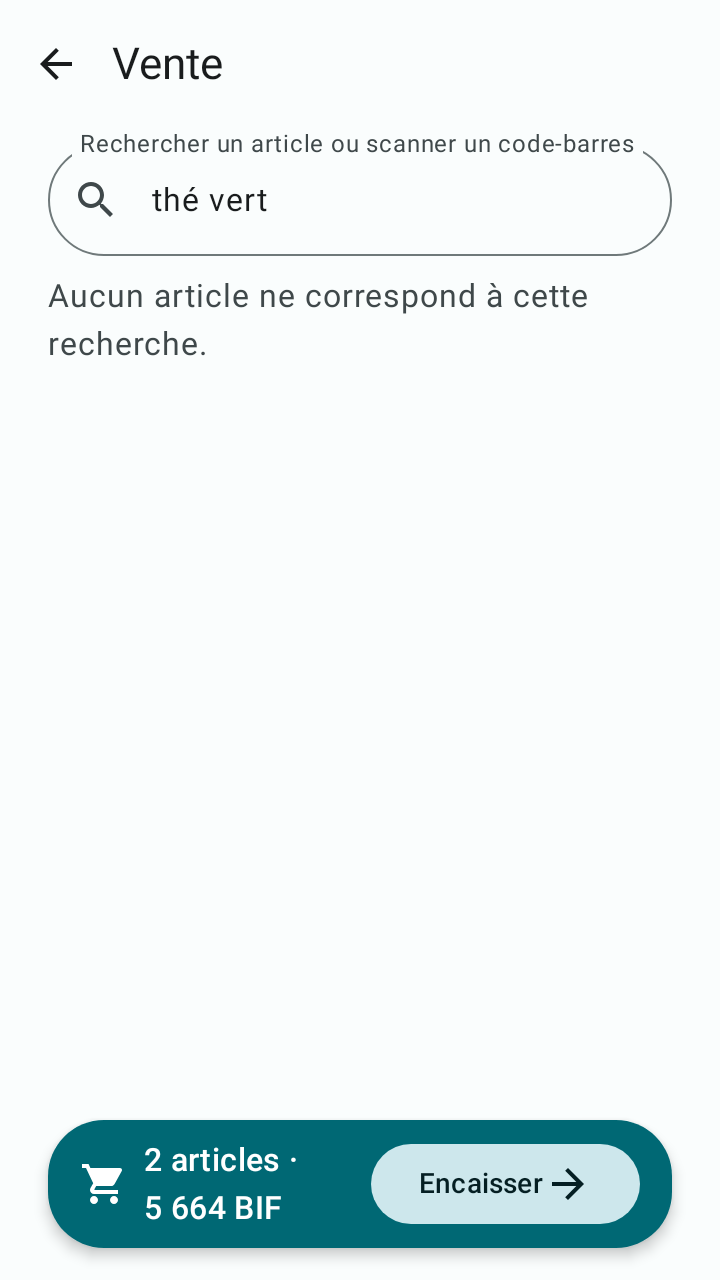 Vente
Rechercher un article ou scanner un code-barres
thé vert
Aucun article ne correspond à cette
recherche.
2 articles ·
5 664 BIF
Encaisser